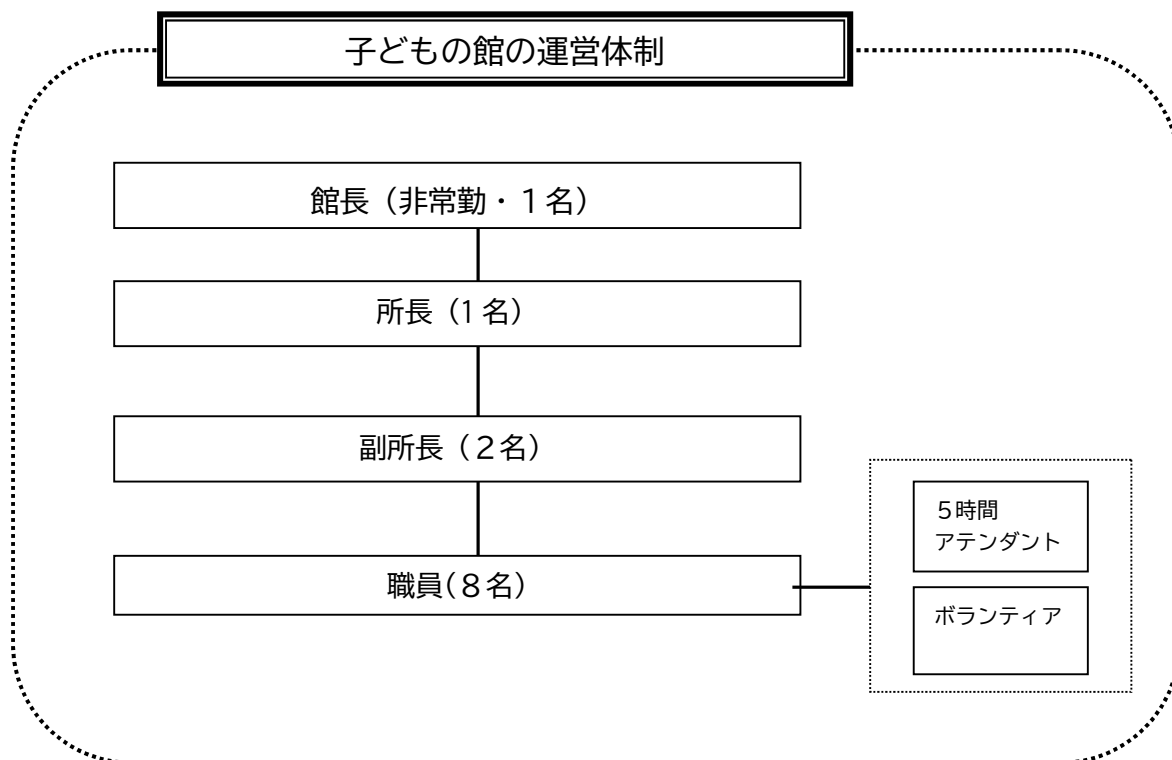 子どもの館の運営体制
館長（非常勤・１名）
所長（1名）
副所長（２名）
職員(８名)
５時間
アテンダント
ボランティア